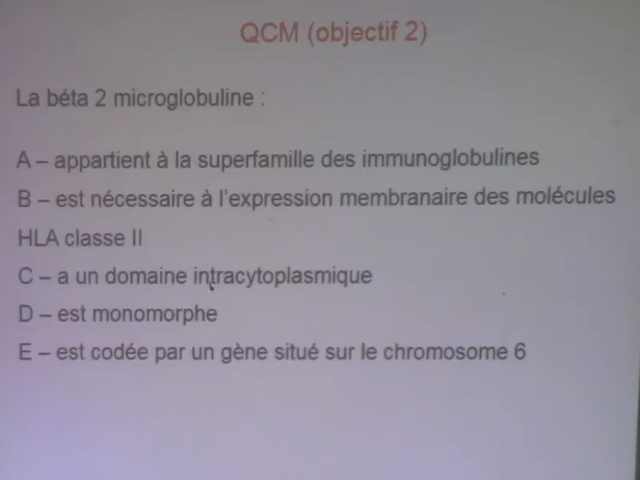 QCM (objectif 2)
La béta 2 microglobuline :
A – appartient à la superfamille des immunoglobulines
B – est nécessaire à l'expression membranaire des molécules
HLA classe II
C – a un domaine intracytoplasmique
D – est monomorphe
E – est codée par un gène situé sur le chromosome 6